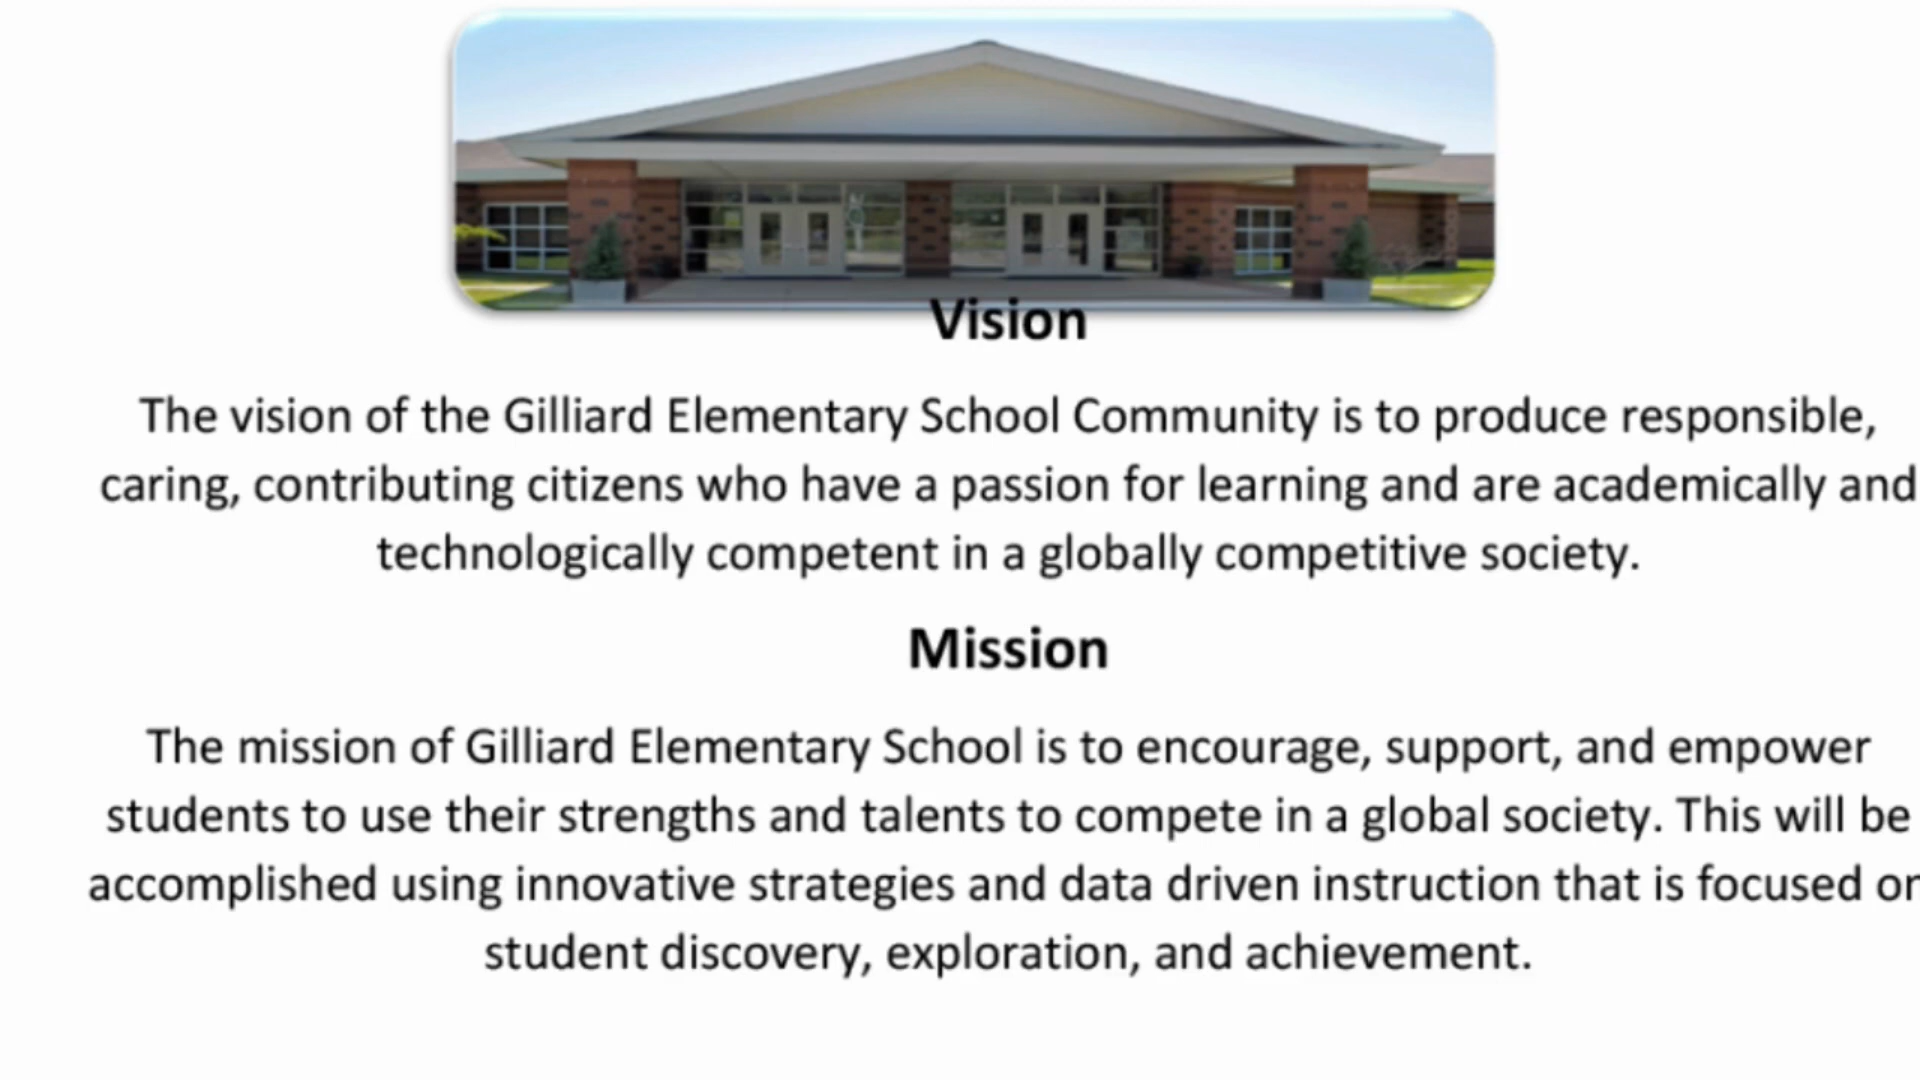 Vision
The vision of the Gilliard Elementary School Community is to produce responsible,
caring, contributing citizens who have a passion for learning and are academically and
technologically competent in a globally competitive society.
Mission
The mission of Gilliard Elementary School is to encourage, support, and empower
students to use their strengths and talents to compete in a global society. This will be
accomplished using innovative strategies and data driven instruction that is focused on
student discovery, exploration, and achievement.